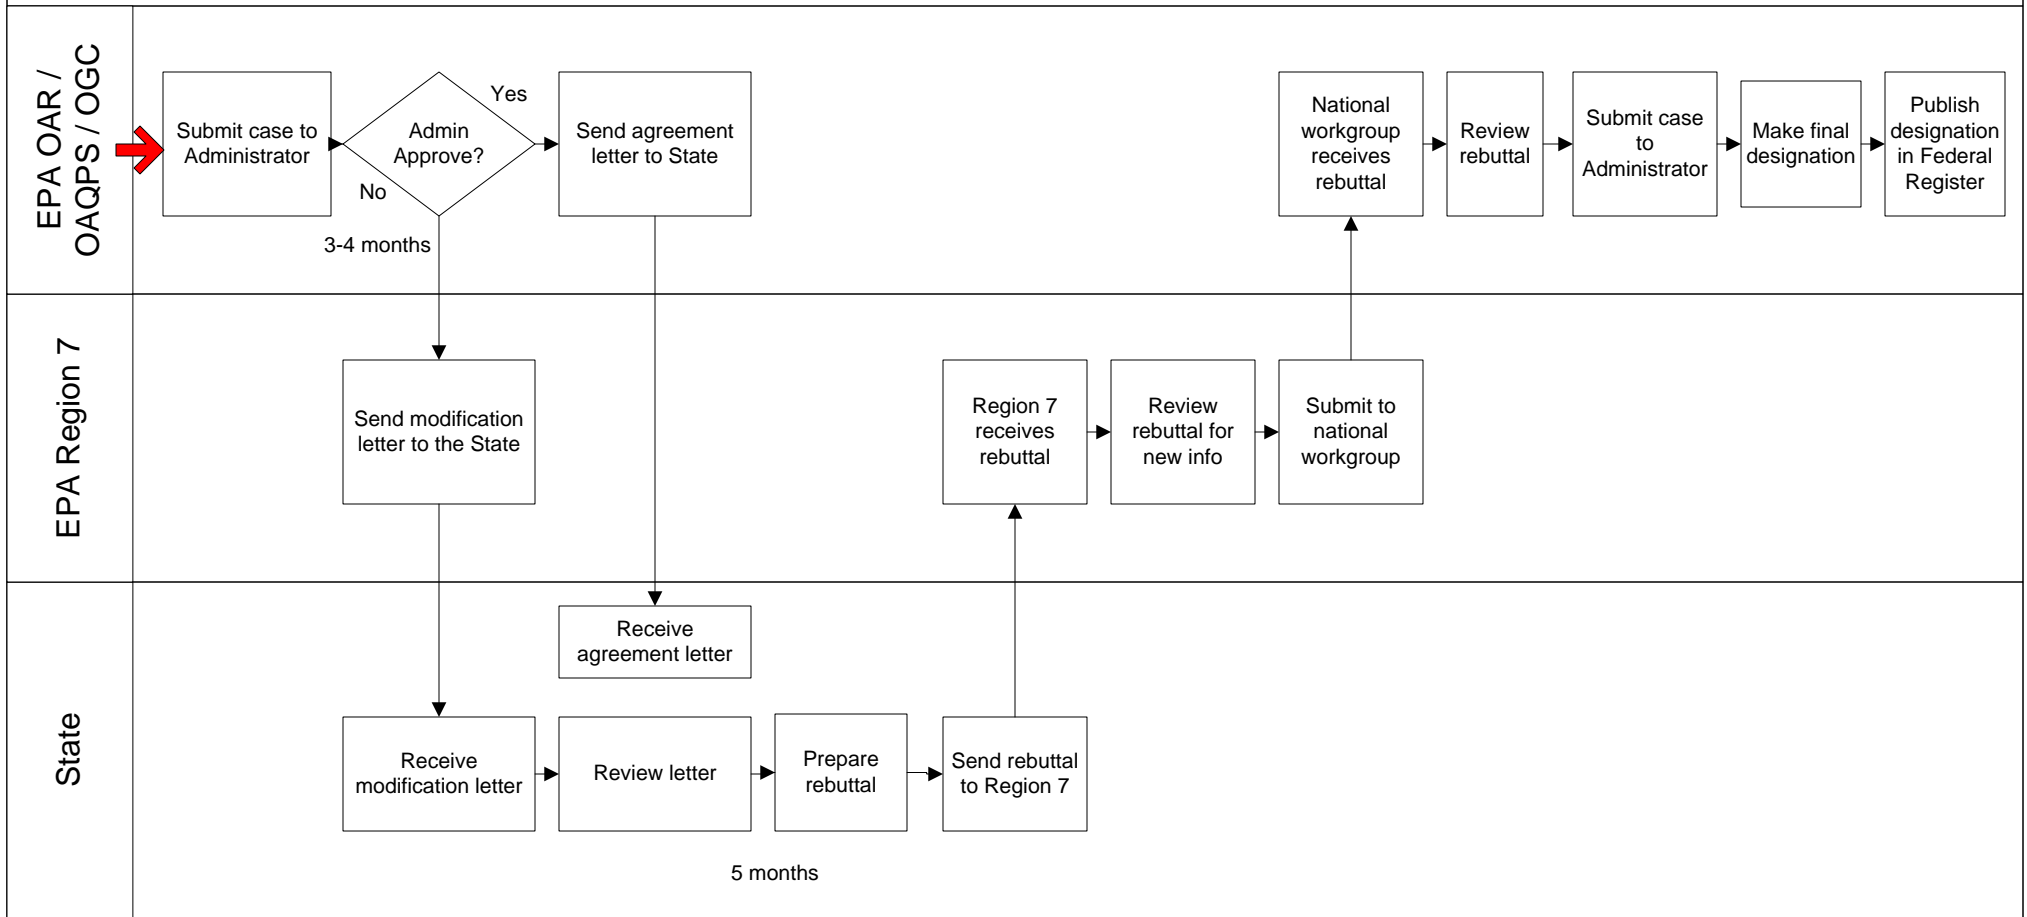 EPA OAR /
OAQPS / OGC
Submit case to
Administrator
Admin
Approve?
Yes
No
3-4 months
Send agreement
letter to State
National
workgroup
receives
rebuttal
Review
rebuttal
Submit case
to
Administrator
Make final
designation
Publish
designation
in Federal
Register
EPA Region 7
Send modification
letter to the State
Region 7
receives
rebuttal
Review
rebuttal for
new info
Submit to
national
workgroup
State
Receive
agreement letter
Receive
modification letter
Review letter
Prepare
rebuttal
Send rebuttal
to Region 7
5 months